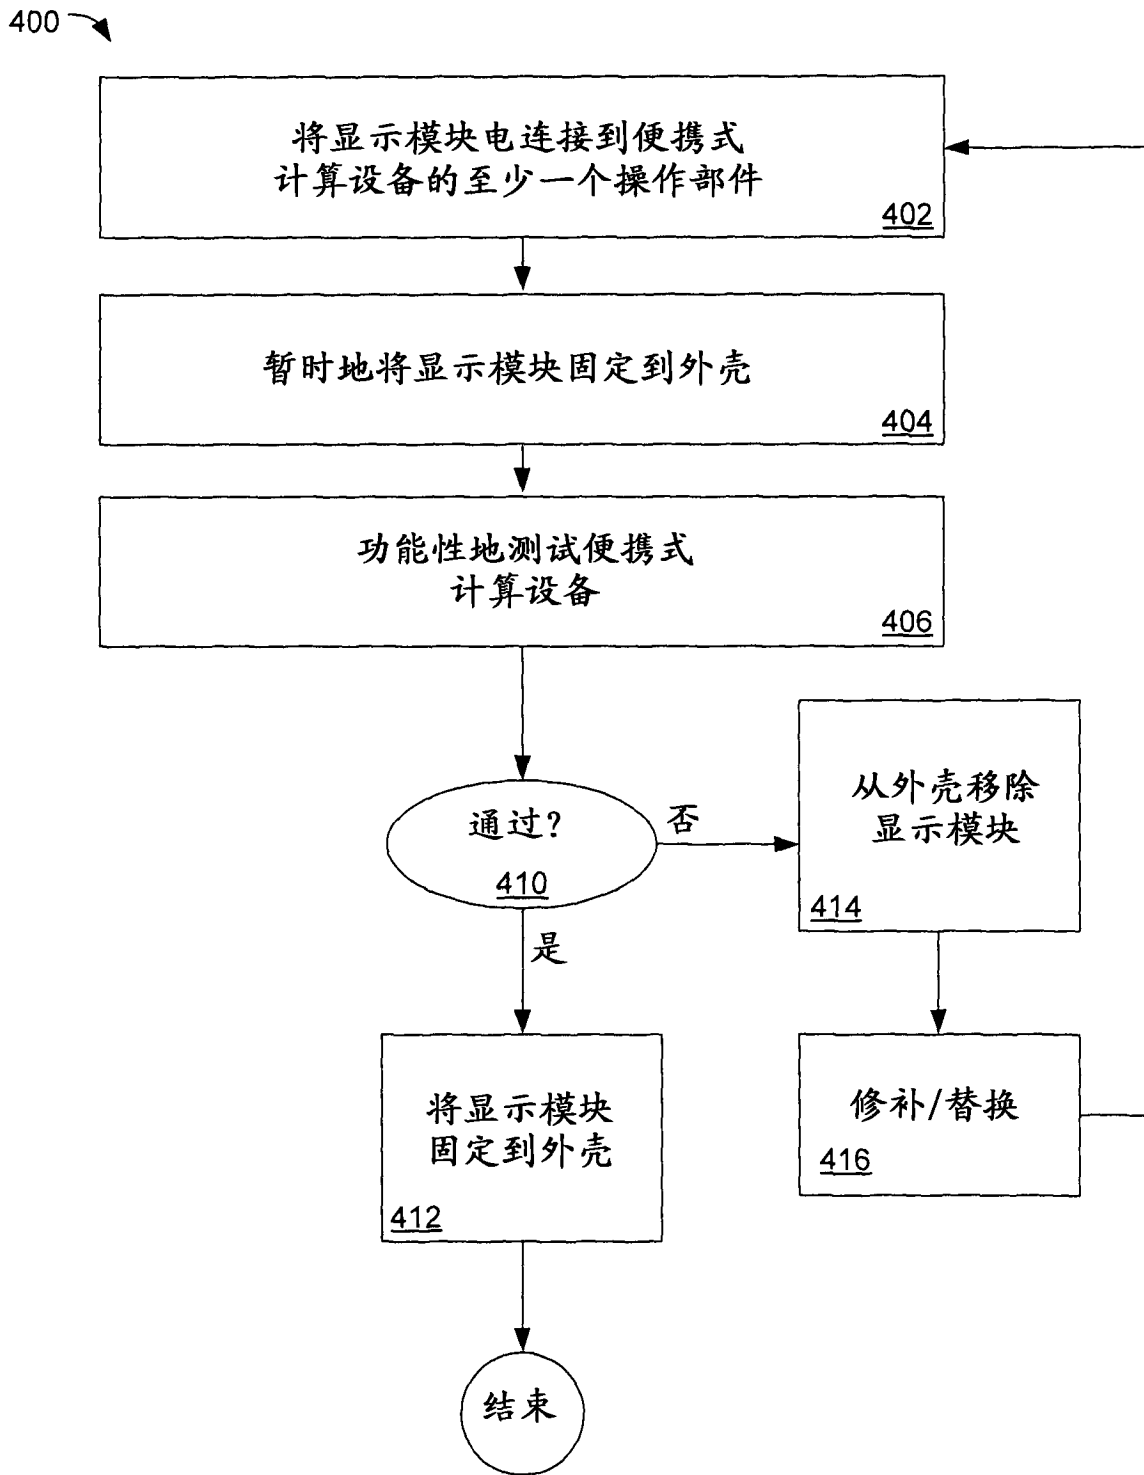 400
将显示模块电连接到便携式
计算设备的至少一个操作部件
402
暂时地将显示模块固定到外壳
404
功能性地测试便携式
计算设备
406
通过?
410
否
是
从外壳移除
显示模块
414
将显示模块
固定到外壳
412
修补/替换
416
结束